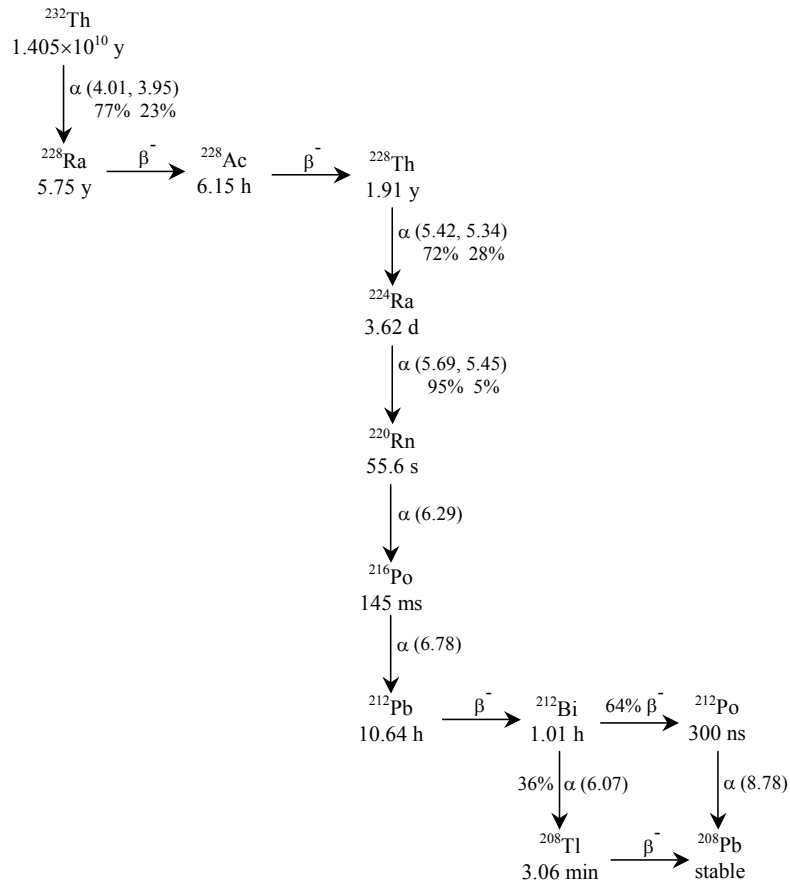 ²³²Th
1.405×10¹⁰ y
α (4.01, 3.95)
77% 23%
²²⁸Ra
5.75 y
β⁻
²²⁸Ac
6.15 h
β⁻
²²⁸Th
1.91 y
α (5.42, 5.34)
72% 28%
²²⁴Ra
3.62 d
α (5.69, 5.45)
95% 5%
²²⁰Rn
55.6 s
α (6.29)
²¹⁶Po
145 ms
α (6.78)
²¹²Pb
10.64 h
β⁻
²¹²Bi
1.01 h
64% β⁻
²¹²Po
300 ns
36% α (6.07)
α (8.78)
²⁰⁸Tl
3.06 min
β⁻
²⁰⁸Pb
stable